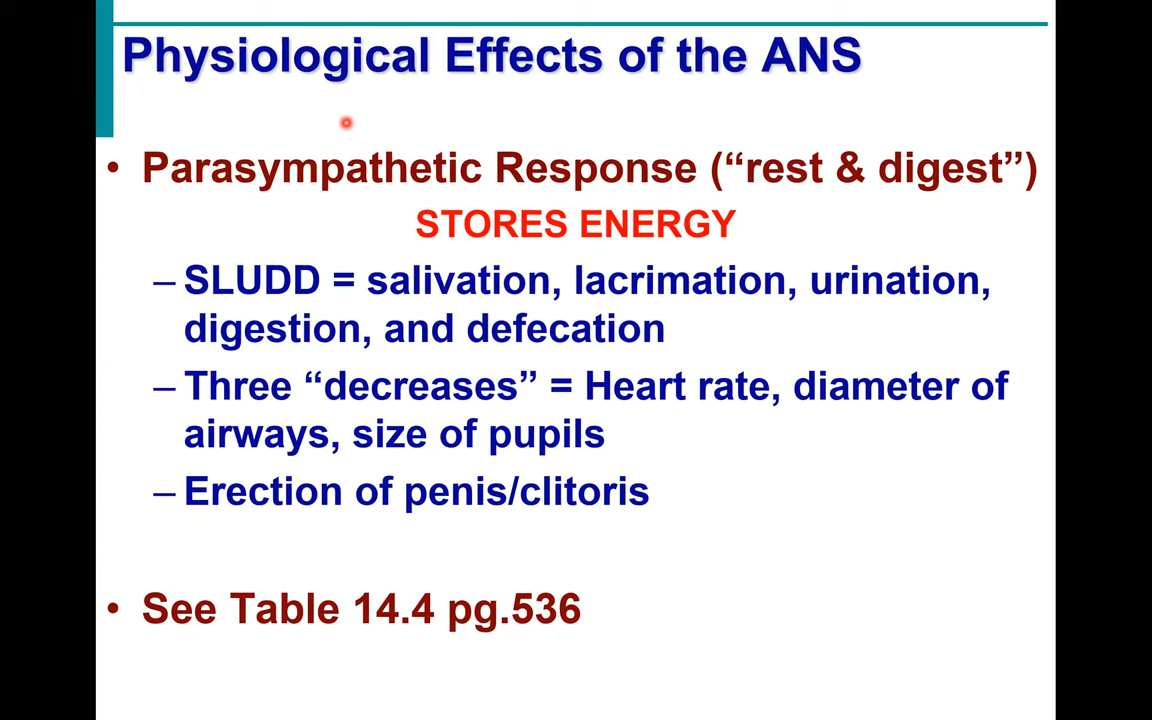 Physiological Effects of the ANS
• Parasympathetic Response (“rest & digest”)
STORES ENERGY
– SLUDD = salivation, lacrimation, urination,
digestion, and defecation
– Three “decreases” = Heart rate, diameter of
airways, size of pupils
– Erection of penis/clitoris
• See Table 14.4 pg.536